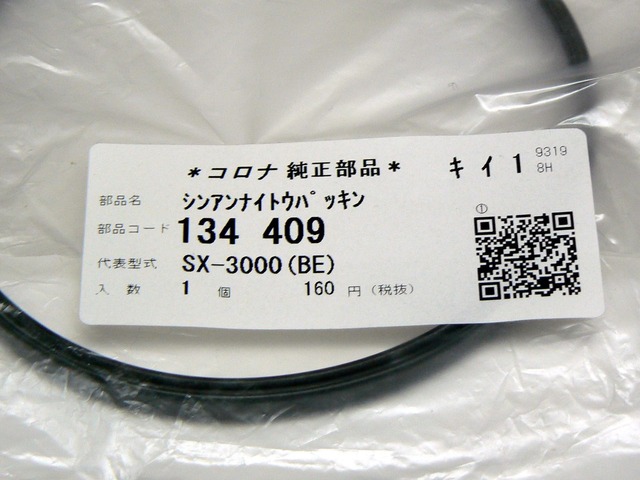 *コロナ 純正部品* キイ1 9319
8H
部品名 シンアンナイトウパッキン
部品コード 134 409
①
代表型式 SX-3000(BE)
入数 1 個 160 円(税抜)